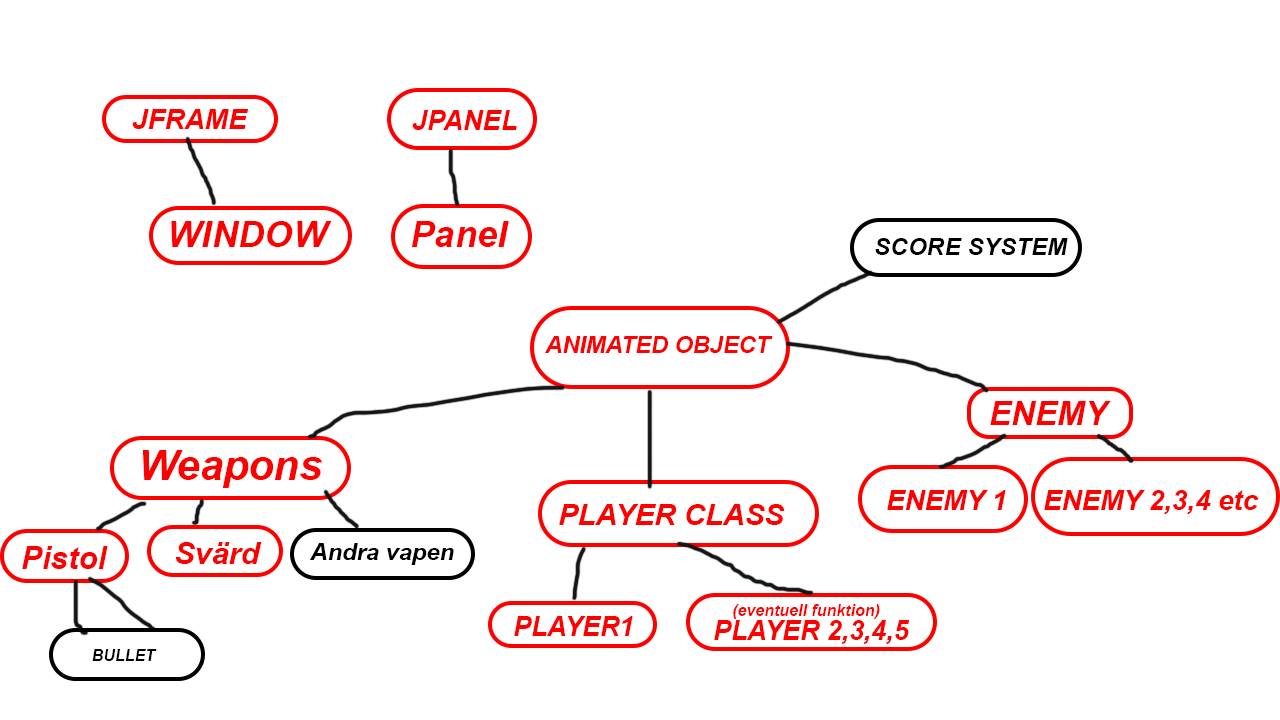 JFRAME
JPANEL
WINDOW
Panel
SCORE SYSTEM
ANIMATED OBJECT
ENEMY
Weapons
ENEMY 1
ENEMY 2,3,4 etc
PLAYER CLASS
Pistol
Svärd
Andra vapen
PLAYER1
(eventuell funktion)
PLAYER 2,3,4,5
BULLET